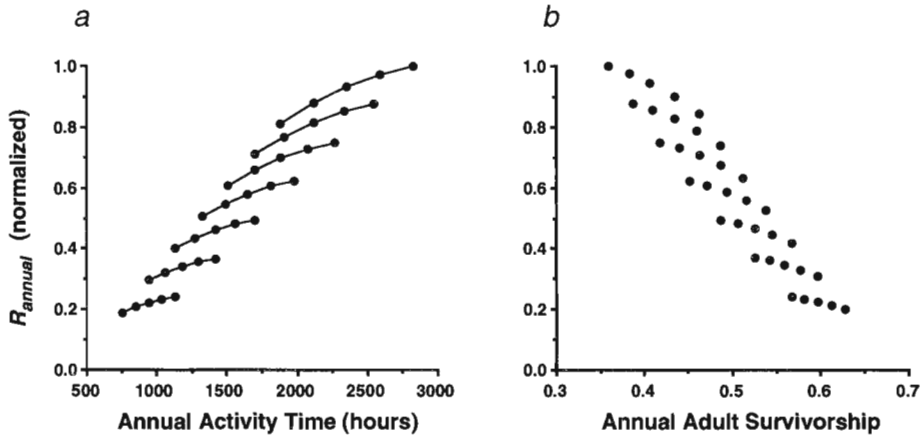 a
b
R annual (normalized)
1.0
0.8
0.6
0.4
0.2
0.0
500 1000 1500 2000 2500 3000
Annual Activity Time (hours)
1.0
0.8
0.6
0.4
0.2
0.0
0.3 0.4 0.5 0.6 0.7
Annual Adult Survivorship